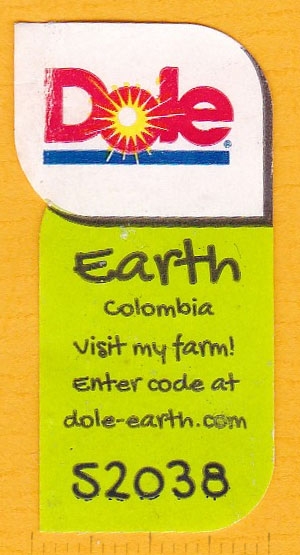 Dole®
Earth
Colombia
Visit my farm!
Enter code at
dole-earth.com
52038